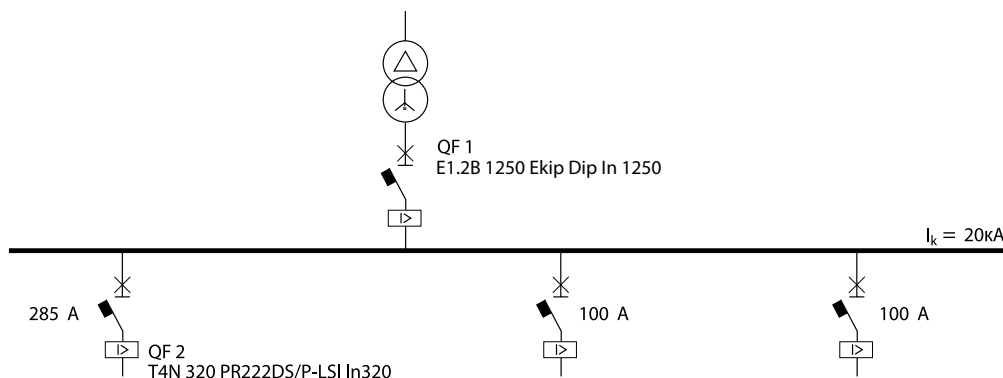 QF 1
E1.2B 1250 Ekip Dip In 1250
I>
Ik = 20кА
285 A
100 A
100 A
I>
QF 2
T4N 320 PR222DS/P-LSI In320
I>
I>